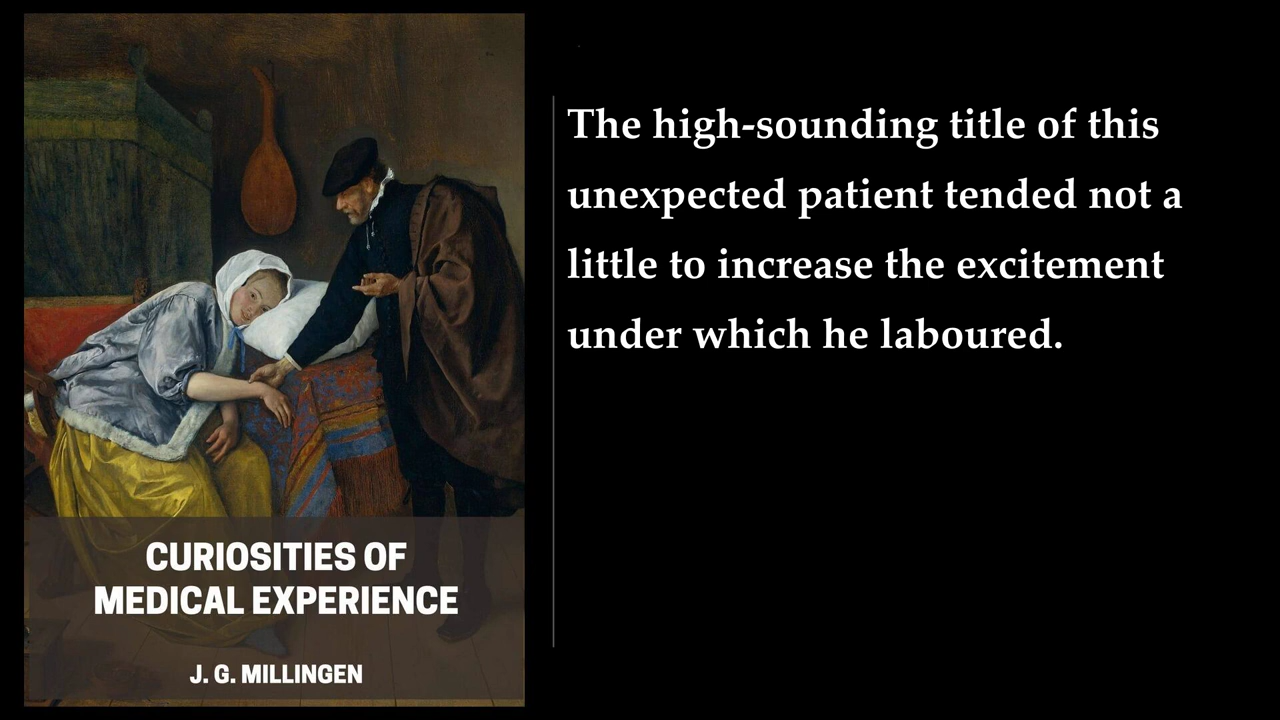 The high-sounding title of this
unexpected patient tended not a
little to increase the excitement
under which he laboured.
CURIOSITIES OF
MEDICAL EXPERIENCE
J. G. MILLINGEN